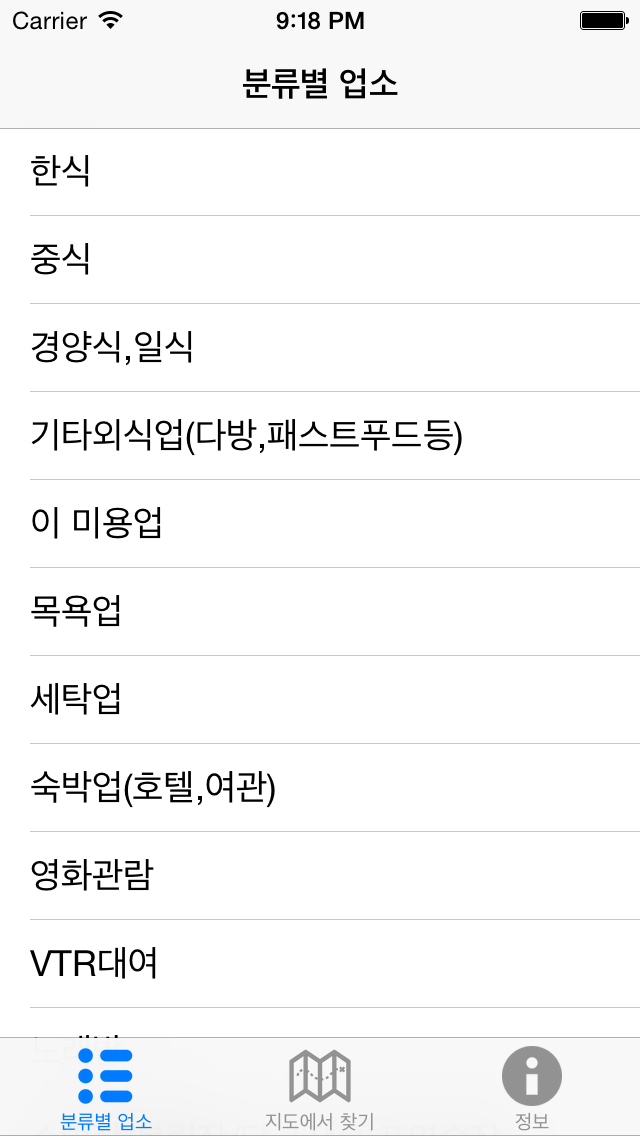 Carrier 9:18 PM
분류별 업소
한식
중식
경양식,일식
기타외식업(다방,패스트푸드등)
이 미용업
목욕업
세탁업
숙박업(호텔,여관)
영화관람
VTR대여
분류별 업소 지도에서 찾기 정보